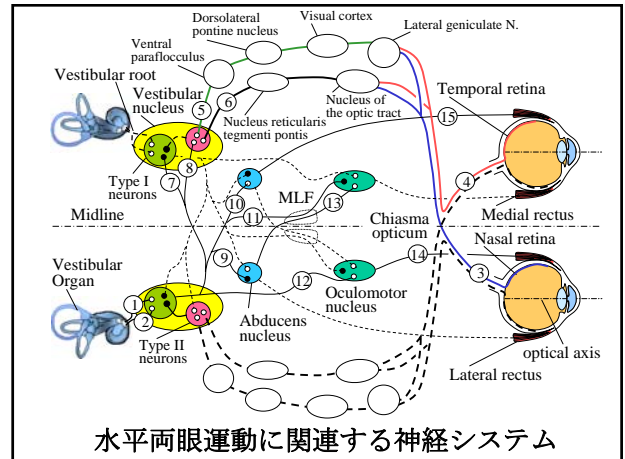 Dorsolateral
pontine nucleus
Visual cortex
Lateral geniculate N.
Ventral
paraflocculus
Vestibular root
Vestibular
nucleus
5
6
Nucleus reticularis
tegmenti pontis
Nucleus of
the optic tract
Temporal retina
15
Type I
neurons
7
8
10
11
MLF
13
4
Midline
Chiasma
opticum
Medial rectus
Vestibular
Organ
9
12
14
3
Nasal retina
1
2
Type II
neurons
Abducens
nucleus
Oculomotor
nucleus
optical axis
Lateral rectus
水平両眼運動に関連する神経システム